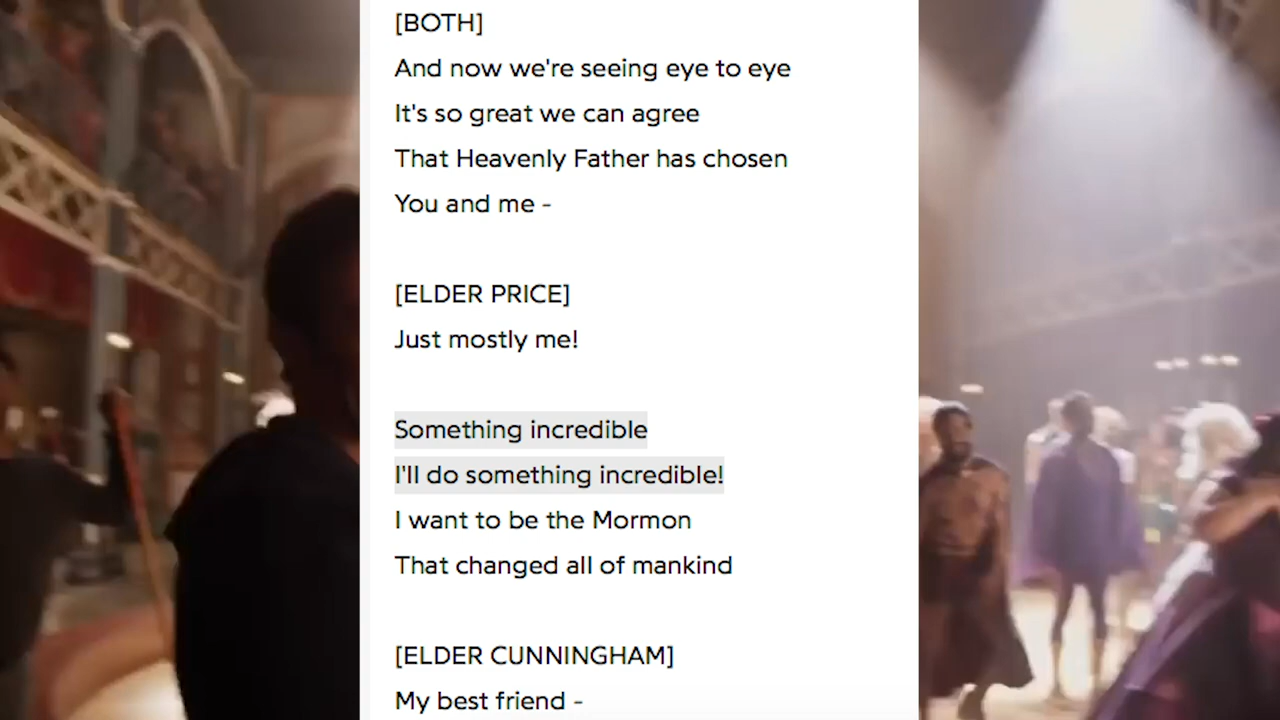 [BOTH]
And now we're seeing eye to eye
It's so great we can agree
That Heavenly Father has chosen
You and me -
[ELDER PRICE]
Just mostly me!
Something incredible
I'll do something incredible!
I want to be the Mormon
That changed all of mankind
[ELDER CUNNINGHAM]
My best friend -